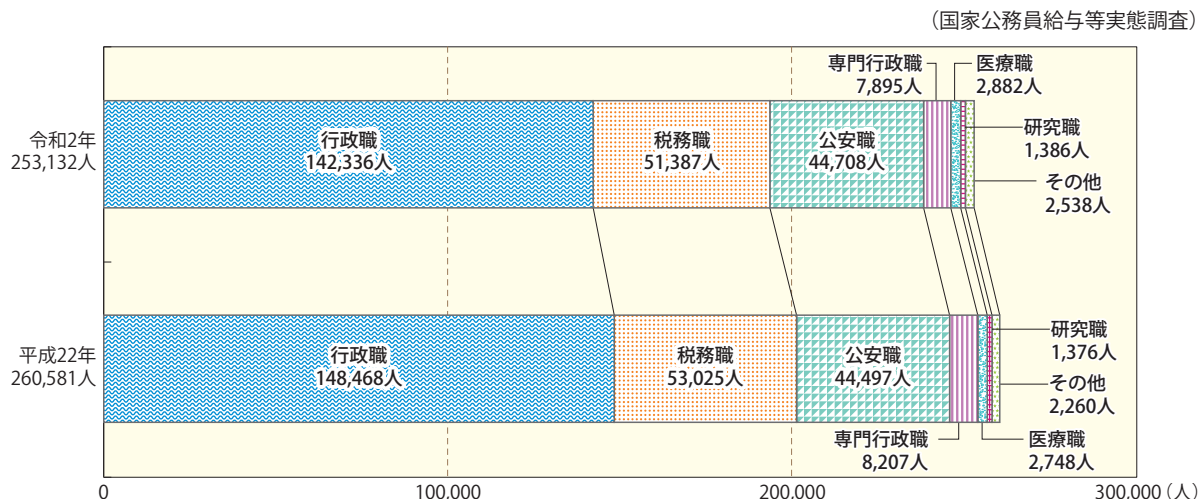 （国家公務員給与等実態調査）
専門行政職
7,895人
医療職
2,882人
令和2年
253,132人
行政職
142,336人
税務職
51,387人
公安職
44,708人
研究職
1,386人
その他
2,538人
平成22年
260,581人
行政職
148,468人
税務職
53,025人
公安職
44,497人
研究職
1,376人
その他
2,260人
専門行政職
8,207人
医療職
2,748人
0
100,000
200,000
300,000（人）